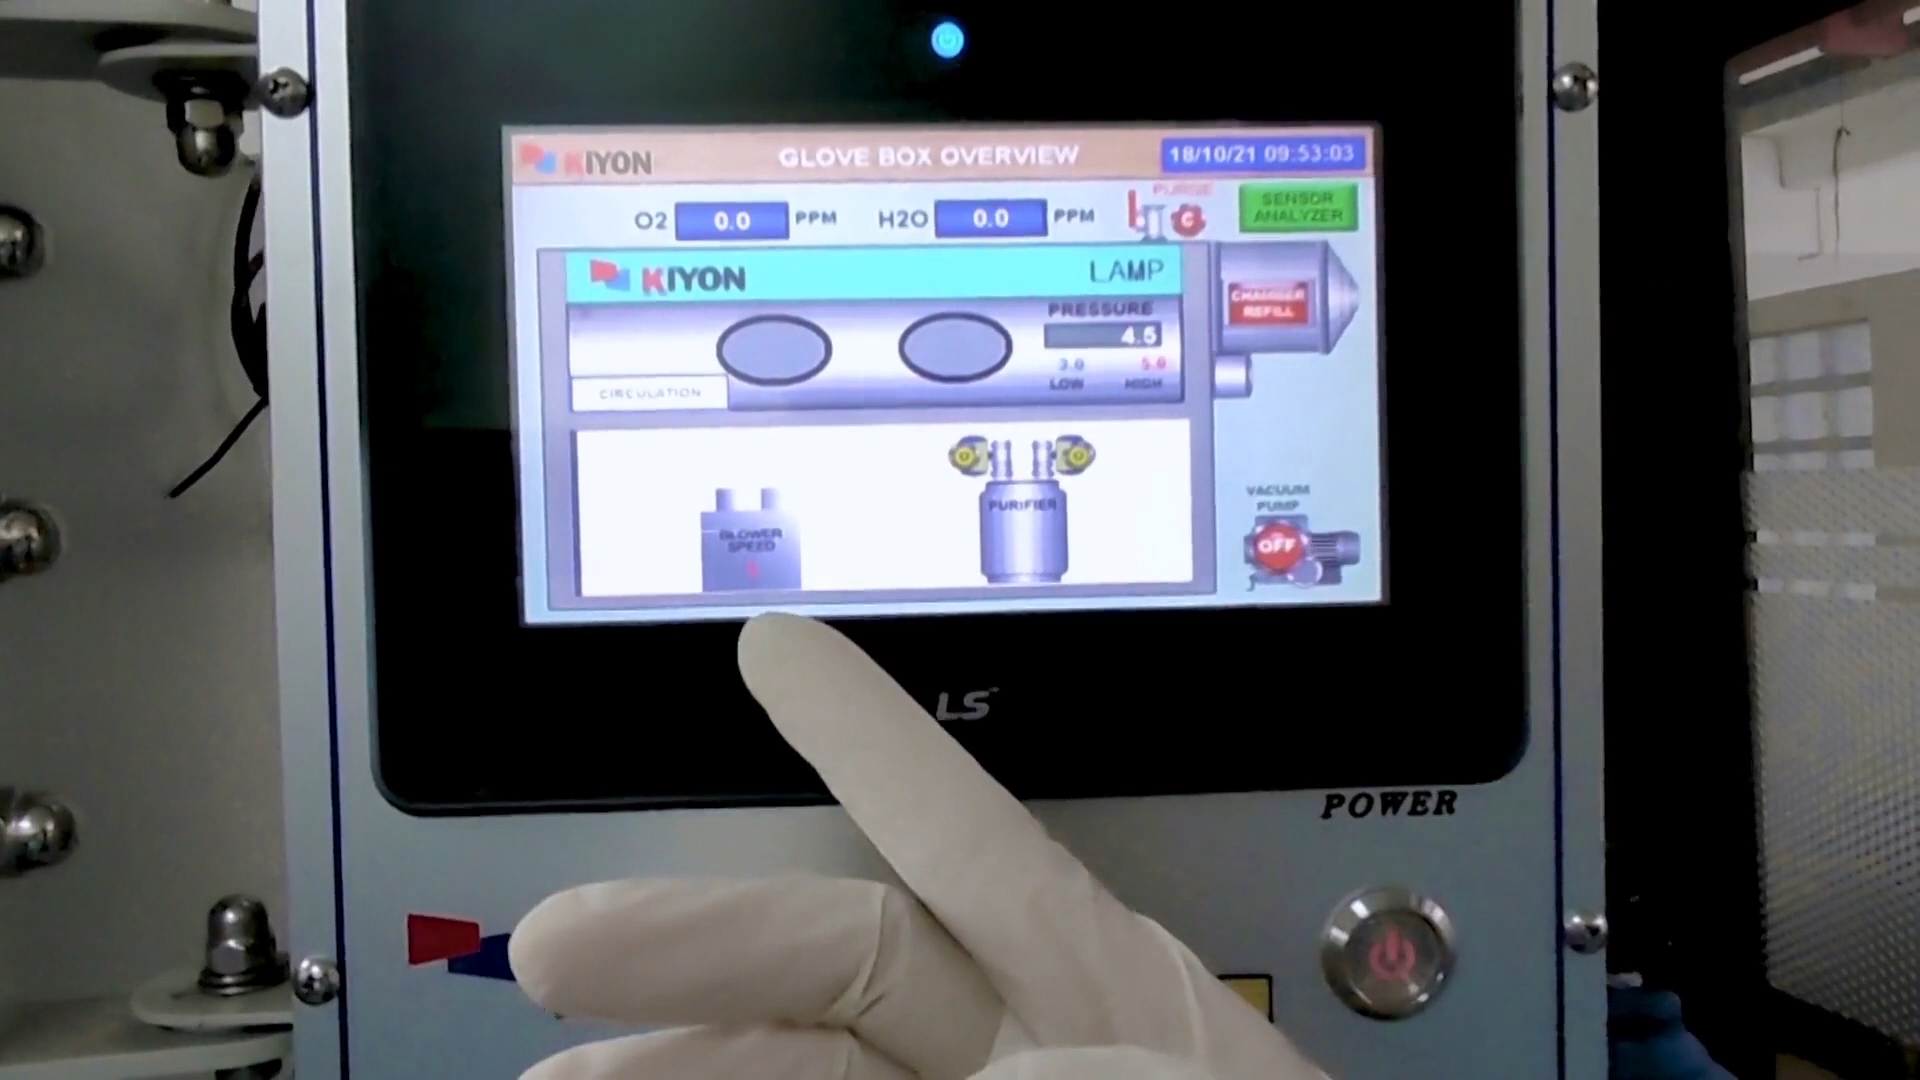 KIYON GLOVE BOX OVERVIEW 18/10/21 09:53:03
O2 0.0 PPM H2O 0.0 PPM PURGE C SENSOR ANALYZER
KIYON LAMP
CHAMBER
REFILL
PRESSURE
4.5
3.0 5.0
LOW HIGH
CIRCULATION
BLOWER
SPEED
PURIFIER
VACUUM
PUMP
OFF
LS
POWER